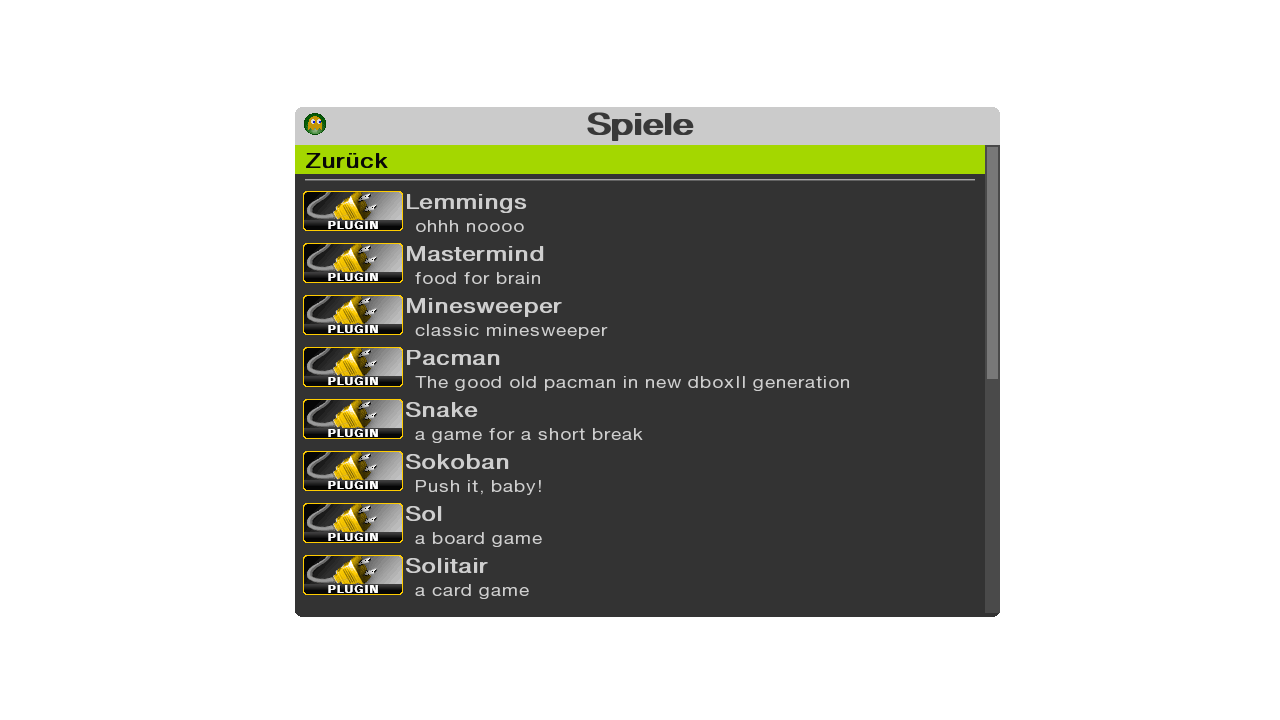 Spiele
Zurück
PLUGIN
Lemmings
ohhh noooo
PLUGIN
Mastermind
food for brain
PLUGIN
Minesweeper
classic minesweeper
PLUGIN
Pacman
The good old pacman in new dboxII generation
PLUGIN
Snake
a game for a short break
PLUGIN
Sokoban
Push it, baby!
PLUGIN
Sol
a board game
PLUGIN
Solitair
a card game